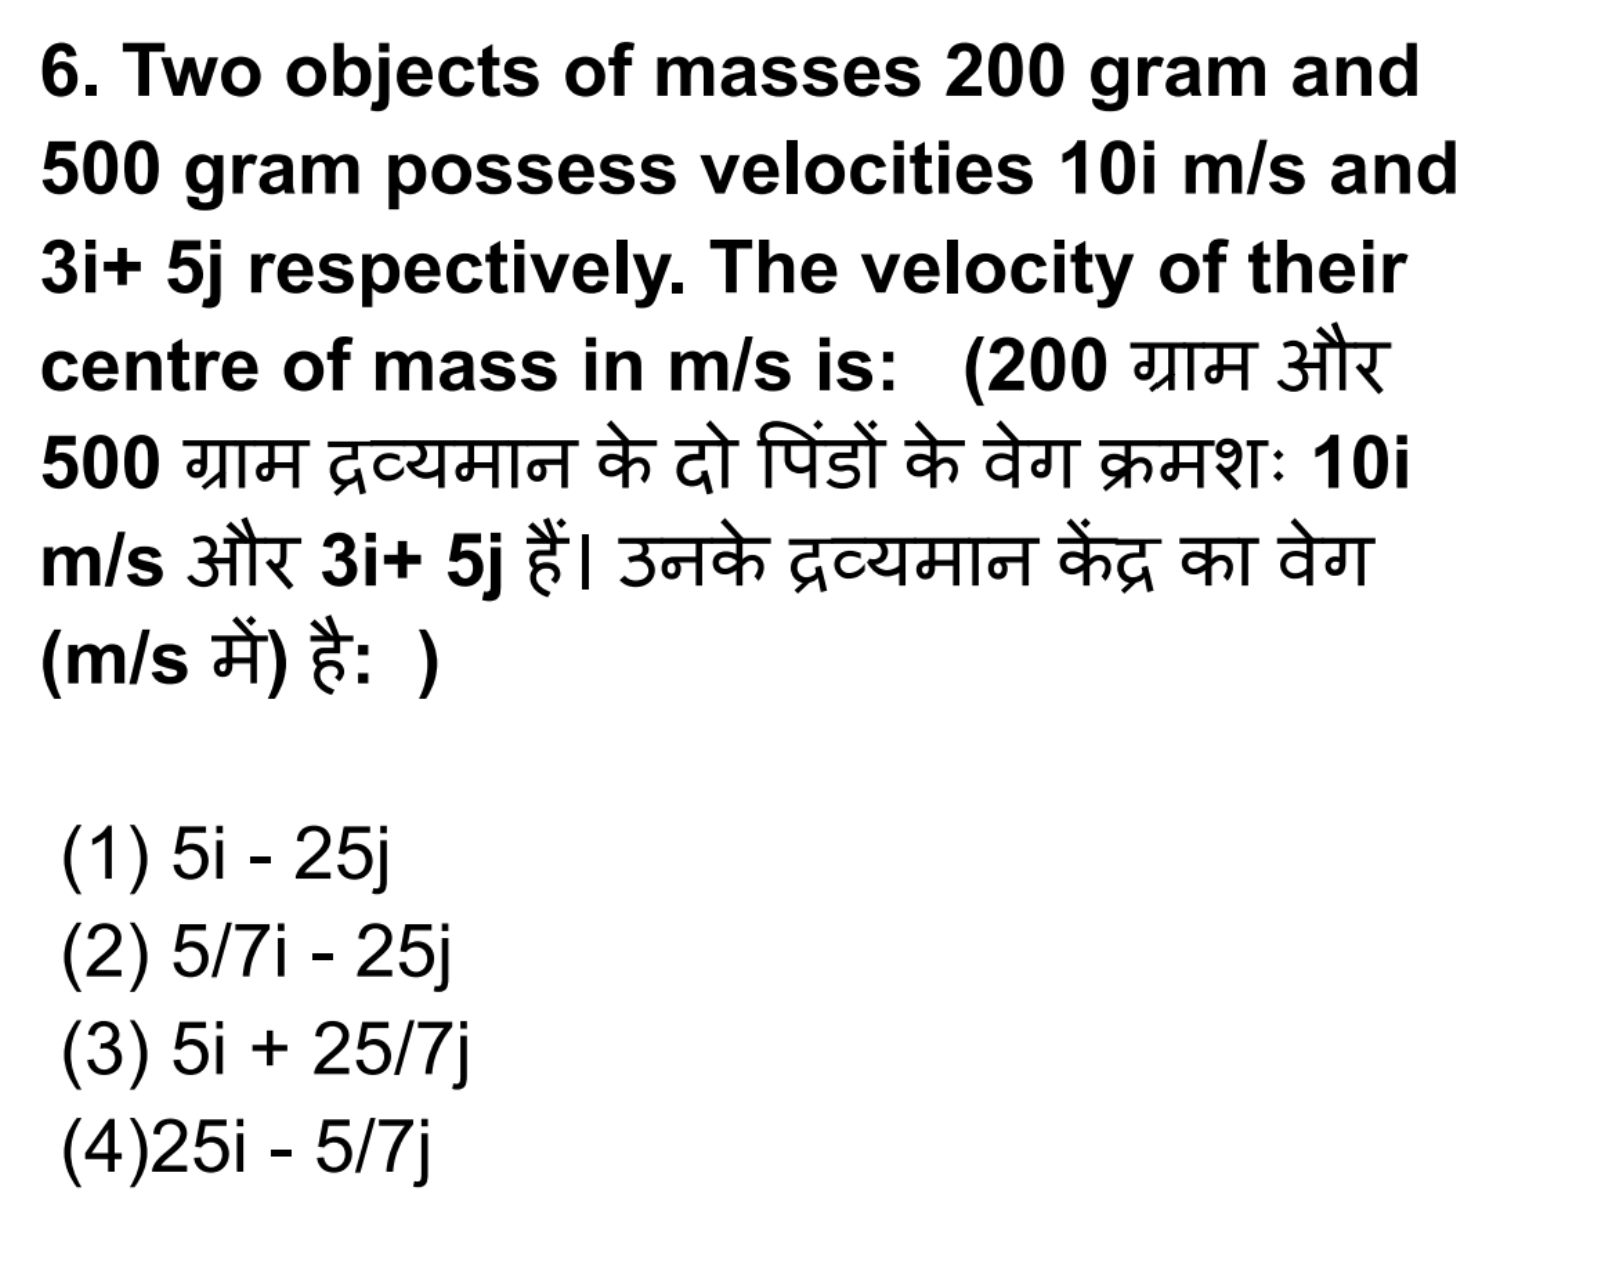 6. Two objects of masses 200 gram and
500 gram possess velocities 10i m/s and
3i+ 5j respectively. The velocity of their
centre of mass in m/s is: (200 ग्राम और
500 ग्राम द्रव्यमान के दो पिंडों के वेग क्रमशः 10i
m/s और 3i+ 5j हैं। उनके द्रव्यमान केंद्र का वेग
(m/s में) है: )
(1) 5i - 25j
(2) 5/7i - 25j
(3) 5i + 25/7j
(4)25i - 5/7j